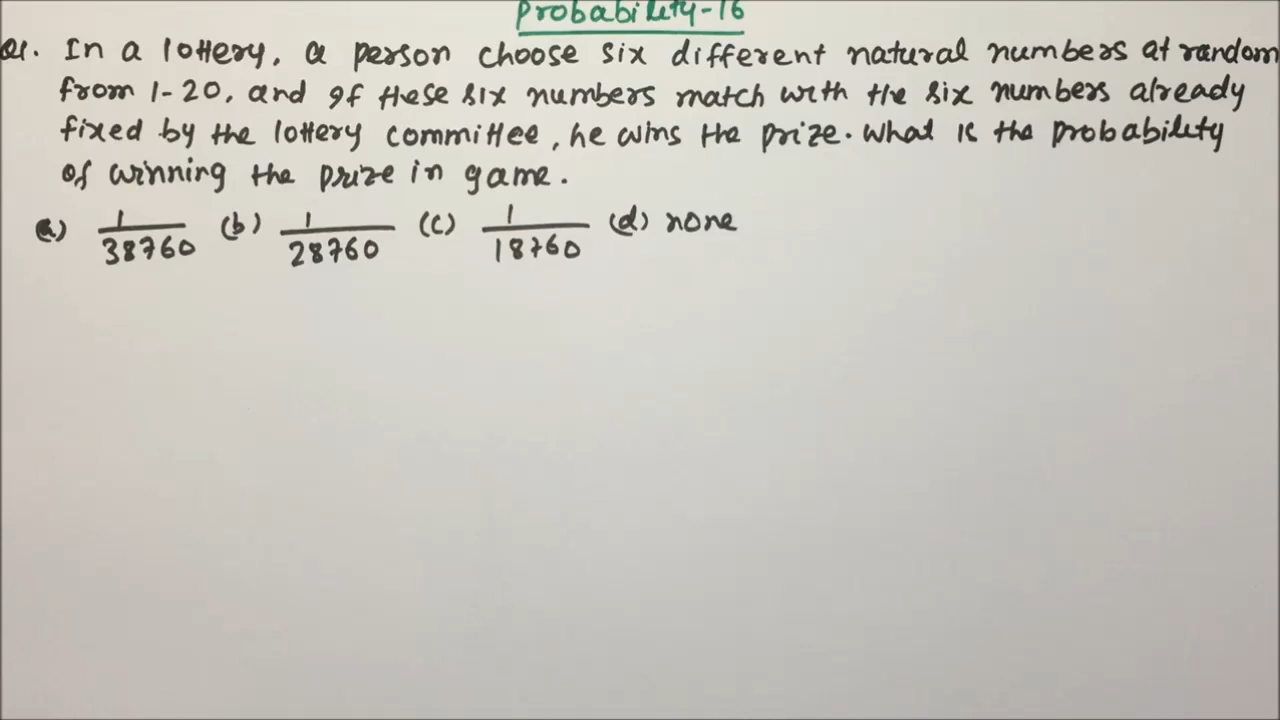 Probability-16
Q1. In a lottery, a person choose six different natural numbers at random
from 1-20, and if these six numbers match with the six numbers already
fixed by the lottery committee, he wins the prize. What is the probability
of winning the prize in game.
a) 1/38760 (b) 1/28760 (c) 1/18760 (d) none